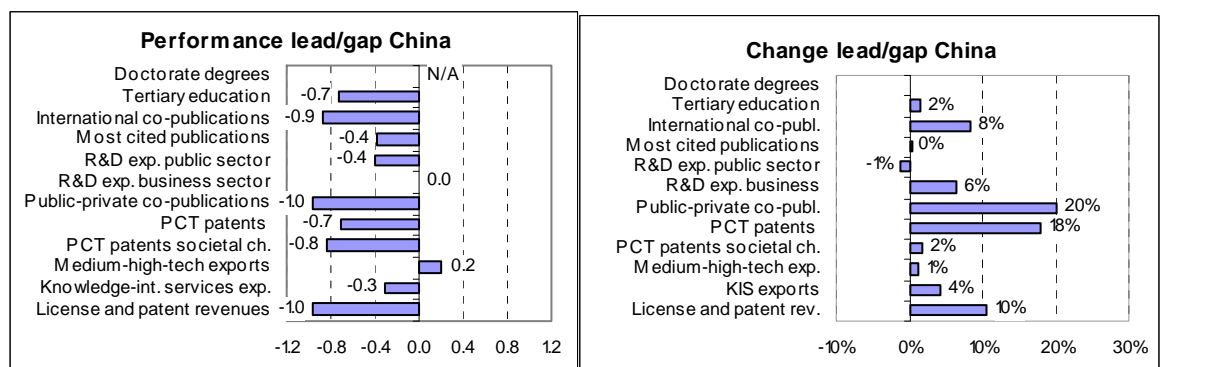 Performance lead/gap China
Doctorate degrees N/A
Tertiary education -0.7
International co-publications -0.9
Most cited publications -0.4
R&D exp. public sector -0.4
R&D exp. business sector 0.0
Public-private co-publications -1.0
PCT patents -0.7
PCT patents societal ch. -0.8
Medium-high-tech exports 0.2
Knowledge-int. services exp. -0.3
License and patent revenues -1.0
-1.2 -0.8 -0.4 0.0 0.4 0.8 1.2
Change lead/gap China
Doctorate degrees
Tertiary education 2%
International co-publ. 8%
Most cited publications 0%
R&D exp. public sector -1%
R&D exp. business 6%
Public-private co-publ. 20%
PCT patents 18%
PCT patents societal ch. 2%
Medium-high-tech exp. 1%
KIS exports 4%
License and patent rev. 10%
-10% 0% 10% 20% 30%